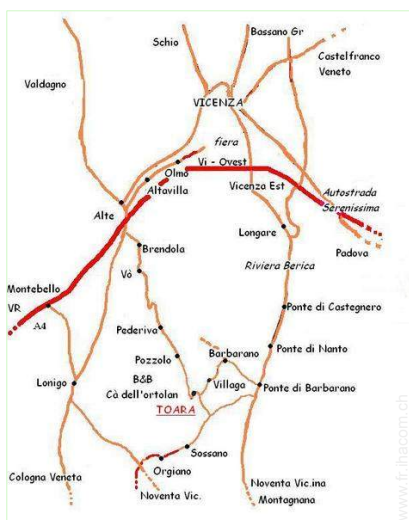 Bassano Gr
Schio
Castelfranco
Veneto
Valdagno
VICENZA
fiera
Olmo
Vi - Ovest
Altavilla
Vicenza Est
Autostrada
Serenissima
Alte
Longare
Padova
Brendola
Riviera Berica
Vò
Montebello
VR
A4
Ponte di Castegnero
Pederiva
Ponte di Nanto
Pozzolo
Barbarano
B&B
Cà dell'ortolan
Villaga
Ponte di Barbarano
Lonigo
TOARA
Sossano
Orgiano
Cologna Veneta
Noventa Vic.
Noventa Vic.ina
Montagnana
www.fr.ihacom.ch